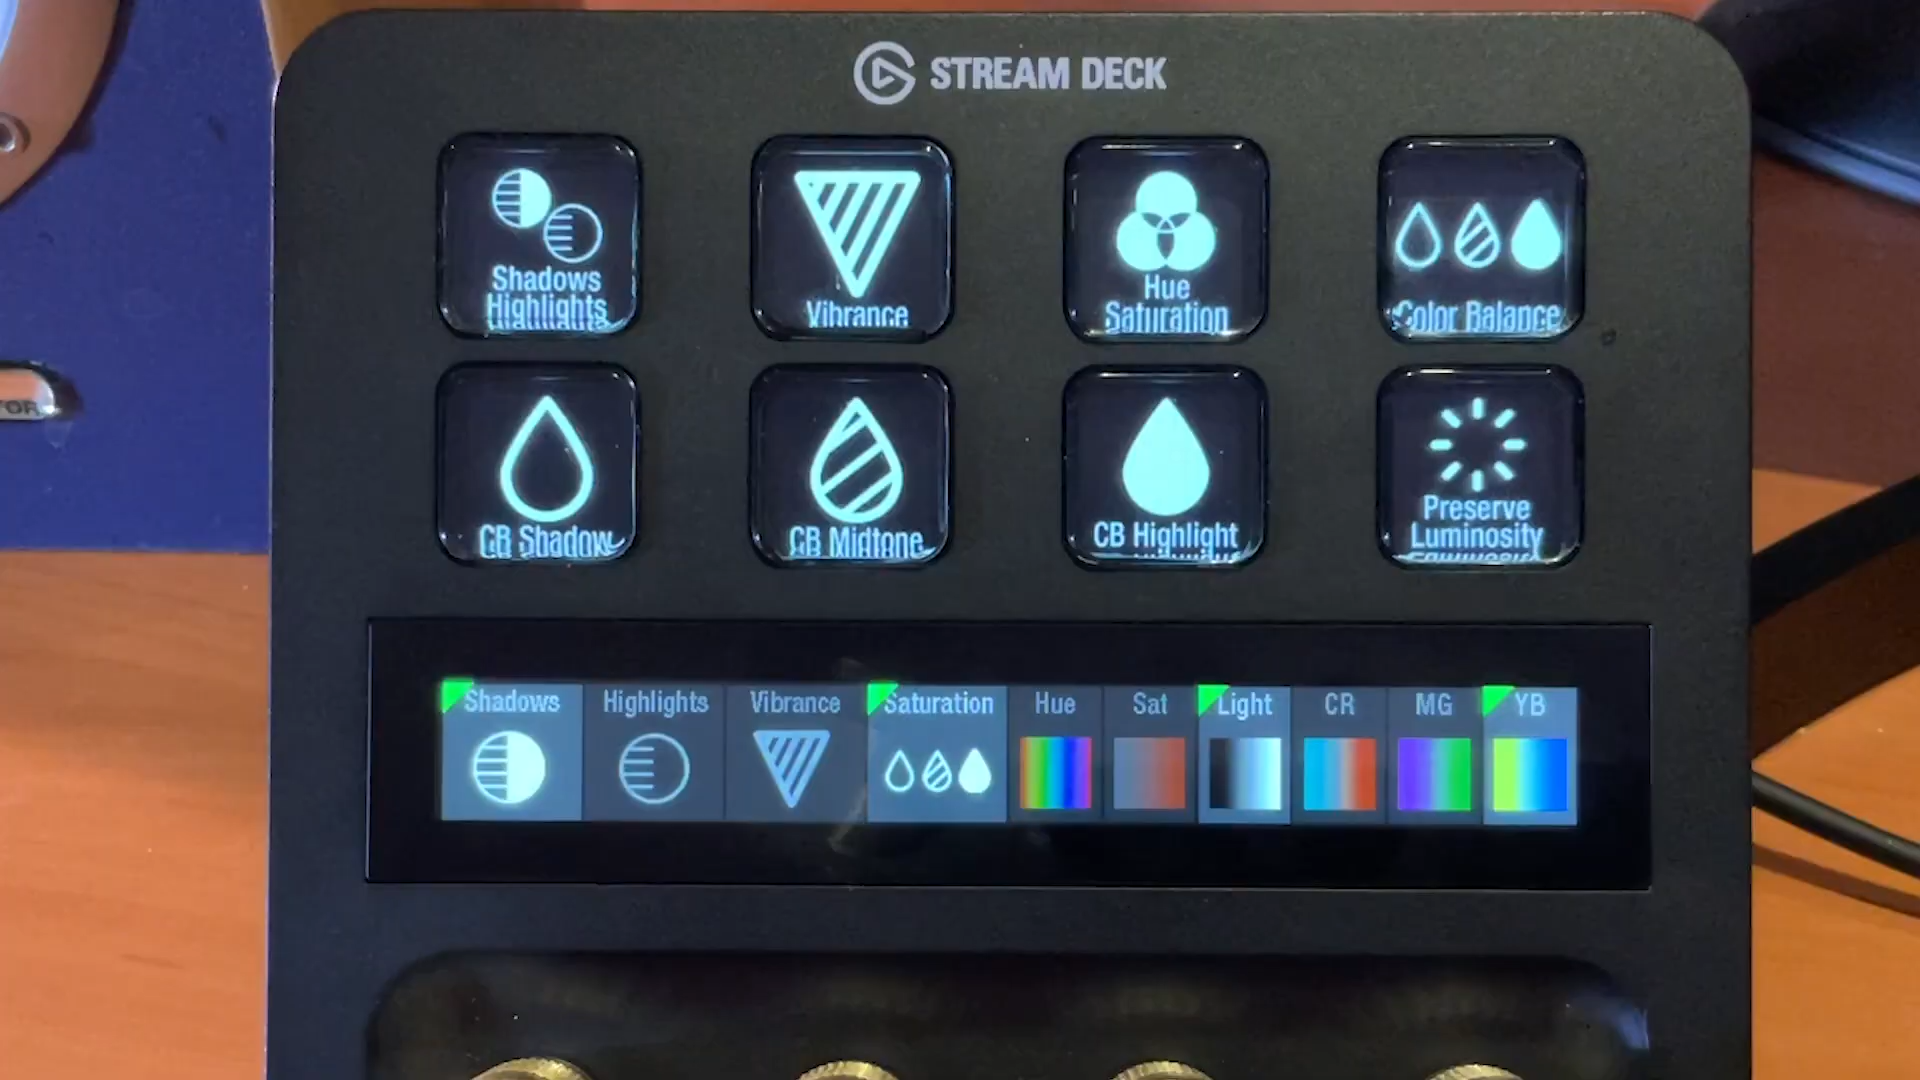 STREAM DECK
Shadows
Highlights
Vibrance
Hue
Saturation
Color Balance
TOR
CB Shadow
CB Midtone
CB Highlight
Preserve
Luminosity
Shadows
Highlights
Vibrance
Saturation
Hue
Sat
Light
CR
MG
YB